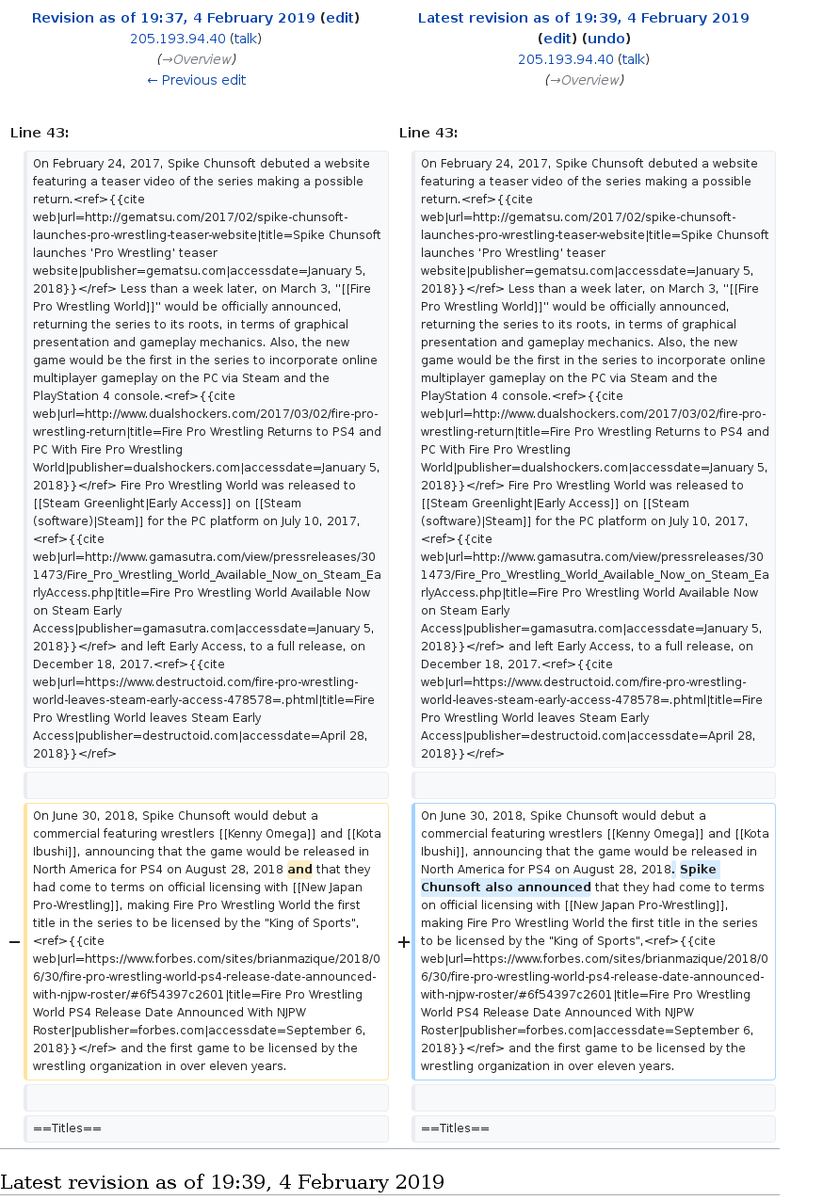 Revision as of 19:37, 4 February 2019 (edit)
205.193.94.40 (talk)
(→Overview)
← Previous edit
Latest revision as of 19:39, 4 February 2019
(edit) (undo)
205.193.94.40 (talk)
(→Overview)
Line 43:
On February 24, 2017, Spike Chunsoft debuted a website
featuring a teaser video of the series making a possible
return.<ref>{{cite
web|url=http://gematsu.com/2017/02/spike-chunsoft-
launches-pro-wrestling-teaser-website|title=Spike Chunsoft
launches 'Pro Wrestling' teaser
website|publisher=gematsu.com|accessdate=January 5,
2018}}</ref> Less than a week later, on March 3, ''[[Fire
Pro Wrestling World]]'' would be officially announced,
returning the series to its roots, in terms of graphical
presentation and gameplay mechanics. Also, the new
game would be the first in the series to incorporate online
multiplayer gameplay on the PC via Steam and the
PlayStation 4 console.<ref>{{cite
web|url=http://www.dualshockers.com/2017/03/02/fire-pro-
wrestling-return|title=Fire Pro Wrestling Returns to PS4 and
PC With Fire Pro Wrestling
World|publisher=dualshockers.com|accessdate=January 5,
2018}}</ref> Fire Pro Wrestling World was released to
[[Steam Greenlight|Early Access]] on [[Steam
(software)|Steam]] for the PC platform on July 10, 2017,
<ref>{{cite
web|url=http://www.gamasutra.com/view/pressreleases/30
1473/Fire_Pro_Wrestling_World_Available_Now_on_Steam_Ea
rlyAccess.php|title=Fire Pro Wrestling World Available Now
on Steam Early
Access|publisher=gamasutra.com|accessdate=January 5,
2018}}</ref> and left Early Access, to a full release, on
December 18, 2017.<ref>{{cite
web|url=https://www.destructoid.com/fire-pro-wrestling-
world-leaves-steam-early-access-478578=.phtml|title=Fire
Pro Wrestling World leaves Steam Early
Access|publisher=destructoid.com|accessdate=April 28,
2018}}</ref>
− On June 30, 2018, Spike Chunsoft would debut a
commercial featuring wrestlers [[Kenny Omega]] and [[Kota
Ibushi]], announcing that the game would be released in
North America for PS4 on August 28, 2018 and that they
had come to terms on official licensing with [[New Japan
Pro-Wrestling]], making Fire Pro Wrestling World the first
title in the series to be licensed by the "King of Sports",
<ref>{{cite
web|url=https://www.forbes.com/sites/brianmazique/2018/0
6/30/fire-pro-wrestling-world-ps4-release-date-announced-
with-njpw-roster/#6f54397c2601|title=Fire Pro Wrestling
World PS4 Release Date Announced With NJPW
Roster|publisher=forbes.com|accessdate=September 6,
2018}}</ref> and the first game to be licensed by the
wrestling organization in over eleven years.
==Titles==
Line 43:
On February 24, 2017, Spike Chunsoft debuted a website
featuring a teaser video of the series making a possible
return.<ref>{{cite
web|url=http://gematsu.com/2017/02/spike-chunsoft-
launches-pro-wrestling-teaser-website|title=Spike Chunsoft
launches 'Pro Wrestling' teaser
website|publisher=gematsu.com|accessdate=January 5,
2018}}</ref> Less than a week later, on March 3, ''[[Fire
Pro Wrestling World]]'' would be officially announced,
returning the series to its roots, in terms of graphical
presentation and gameplay mechanics. Also, the new
game would be the first in the series to incorporate online
multiplayer gameplay on the PC via Steam and the
PlayStation 4 console.<ref>{{cite
web|url=http://www.dualshockers.com/2017/03/02/fire-pro-
wrestling-return|title=Fire Pro Wrestling Returns to PS4 and
PC With Fire Pro Wrestling
World|publisher=dualshockers.com|accessdate=January 5,
2018}}</ref> Fire Pro Wrestling World was released to
[[Steam Greenlight|Early Access]] on [[Steam
(software)|Steam]] for the PC platform on July 10, 2017,
<ref>{{cite
web|url=http://www.gamasutra.com/view/pressreleases/30
1473/Fire_Pro_Wrestling_World_Available_Now_on_Steam_Ea
rlyAccess.php|title=Fire Pro Wrestling World Available Now
on Steam Early
Access|publisher=gamasutra.com|accessdate=January 5,
2018}}</ref> and left Early Access, to a full release, on
December 18, 2017.<ref>{{cite
web|url=https://www.destructoid.com/fire-pro-wrestling-
world-leaves-steam-early-access-478578=.phtml|title=Fire
Pro Wrestling World leaves Steam Early
Access|publisher=destructoid.com|accessdate=April 28,
2018}}</ref>
+ On June 30, 2018, Spike Chunsoft would debut a
commercial featuring wrestlers [[Kenny Omega]] and [[Kota
Ibushi]], announcing that the game would be released in
North America for PS4 on August 28, 2018. Spike
Chunsoft also announced that they had come to terms
on official licensing with [[New Japan Pro-Wrestling]],
making Fire Pro Wrestling World the first title in the series
to be licensed by the "King of Sports",<ref>{{cite
web|url=https://www.forbes.com/sites/brianmazique/2018/0
6/30/fire-pro-wrestling-world-ps4-release-date-announced-
with-njpw-roster/#6f54397c2601|title=Fire Pro Wrestling
World PS4 Release Date Announced With NJPW
Roster|publisher=forbes.com|accessdate=September 6,
2018}}</ref> and the first game to be licensed by the
wrestling organization in over eleven years.
==Titles==
Latest revision as of 19:39, 4 February 2019